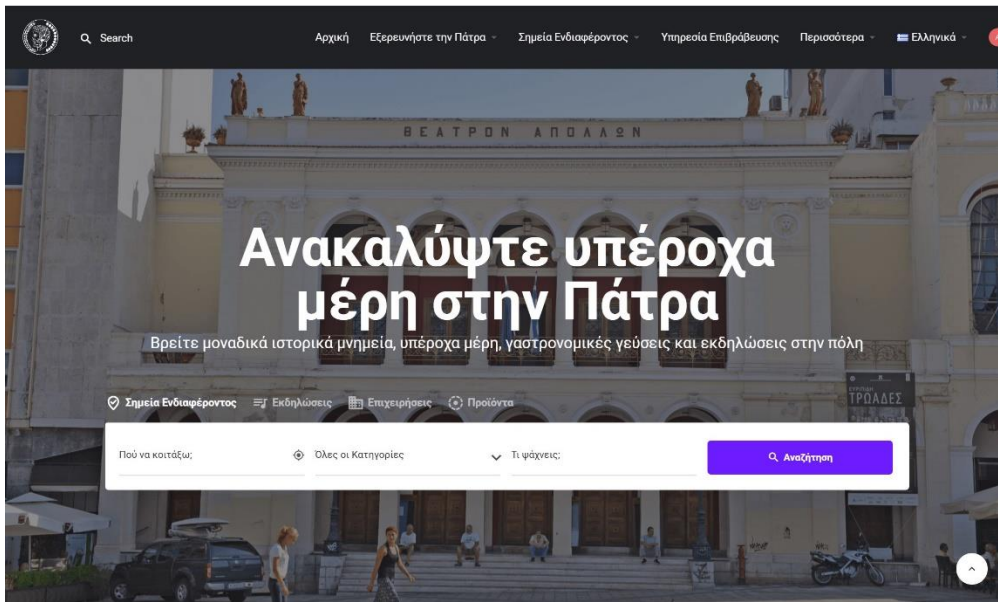 Search
Αρχική
Εξερευνήστε την Πάτρα
Σημεία Ενδιαφέροντος
Υπηρεσία Επιβράβευσης
Περισσότερα
Ελληνικά
ΘΕΑΤΡΟΝ ΑΠΟΛΛΩΝ
Ανακαλύψτε υπέροχα
μέρη στην Πάτρα
Βρείτε μοναδικά ιστορικά μνημεία, υπέροχα μέρη, γαστρονομικές γεύσεις και εκδηλώσεις στην πόλη
ΤΡΩΑΔΕΣ
Σημεία Ενδιαφέροντος
Εκδηλώσεις
Επιχειρήσεις
Προϊόντα
Πού να κοιτάξω;
Όλες οι Κατηγορίες
Τι ψάχνεις;
Αναζήτηση